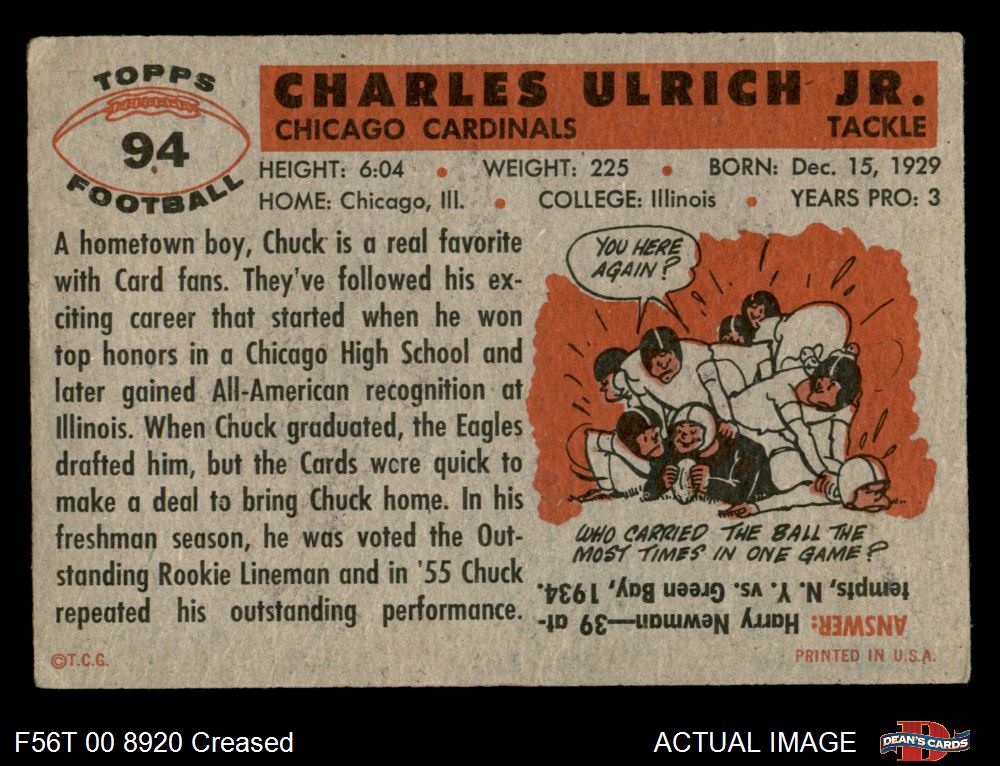 TOPPS
94
FOOTBALL
CHARLES ULRICH JR.
CHICAGO CARDINALS TACKLE
HEIGHT: 6:04 • WEIGHT: 225 • BORN: Dec. 15, 1929
HOME: Chicago, Ill. • COLLEGE: Illinois • YEARS PRO: 3
A hometown boy, Chuck is a real favorite
with Card fans. They've followed his ex-
citing career that started when he won
top honors in a Chicago High School and
later gained All-American recognition at
Illinois. When Chuck graduated, the Eagles
drafted him, but the Cards were quick to
make a deal to bring Chuck home. In his
freshman season, he was voted the Out-
standing Rookie Lineman and in '55 Chuck
repeated his outstanding performance.
©T.C.G.
YOU HERE
AGAIN?
WHO CARRIED THE BALL THE
MOST TIMES IN ONE GAME?
ANSWER: Harry Newman—39 at-
tempts, N. Y. vs. Green Bay, 1934.
PRINTED IN U.S.A.
F56T 00 8920 Creased
ACTUAL IMAGE
D
DEAN'S CARDS